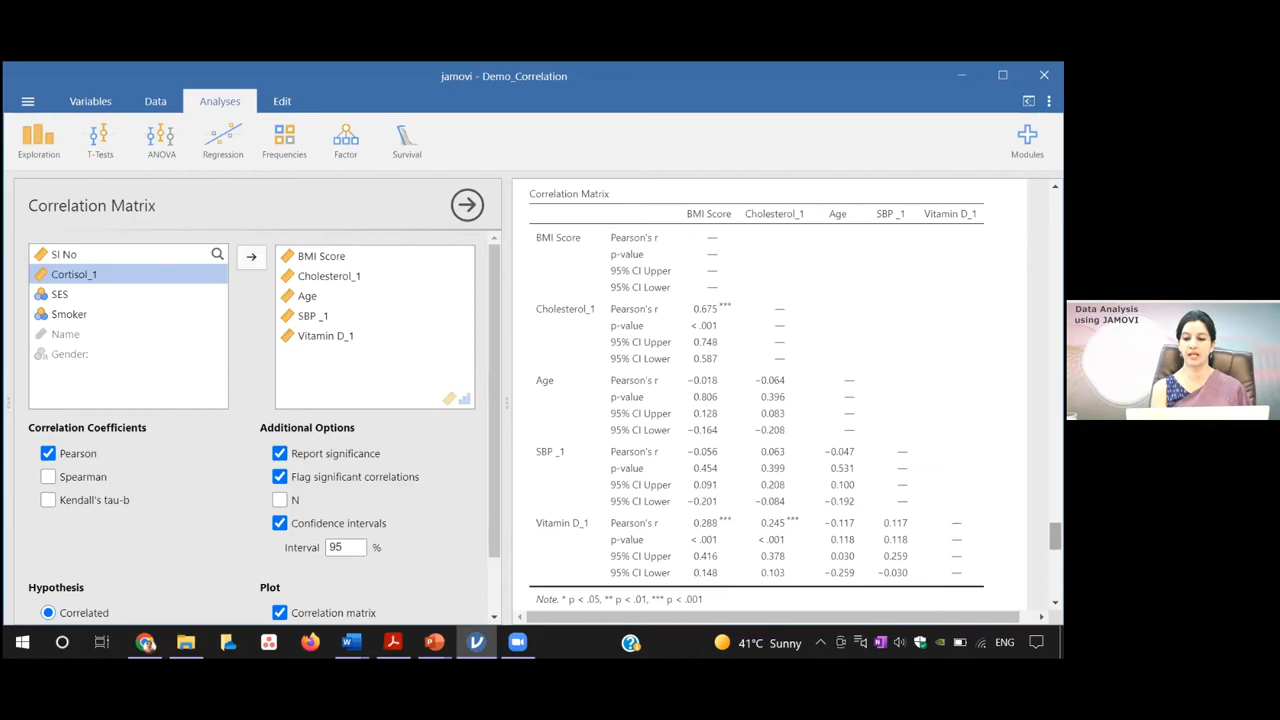 jamovi - Demo_Correlation
Variables Data Analyses Edit
Exploration T-Tests ANOVA Regression Frequencies Factor Survival Modules
Correlation Matrix
SI No
Cortisol_1
SES
Smoker
Name
Gender:
BMI Score
Cholesterol_1
Age
SBP _1
Vitamin D_1
Correlation Coefficients
Pearson
Spearman
Kendall's tau-b
Additional Options
Report significance
Flag significant correlations
N
Confidence intervals
Interval 95 %
Hypothesis
Correlated
Plot
Correlation matrix
Correlation Matrix
BMI Score Cholesterol_1 Age SBP _1 Vitamin D_1
BMI Score Pearson's r —
p-value —
95% CI Upper —
95% CI Lower —
Cholesterol_1 Pearson's r 0.675 *** —
p-value < .001 —
95% CI Upper 0.748 —
95% CI Lower 0.587 —
Age Pearson's r −0.018 −0.064 —
p-value 0.806 0.396 —
95% CI Upper 0.128 0.083 —
95% CI Lower −0.164 −0.208 —
SBP _1 Pearson's r −0.056 0.063 −0.047 —
p-value 0.454 0.399 0.531 —
95% CI Upper 0.091 0.208 0.100 —
95% CI Lower −0.201 −0.084 −0.192 —
Vitamin D_1 Pearson's r 0.288 *** 0.245 *** −0.117 0.117 —
p-value < .001 < .001 0.118 0.118 —
95% CI Upper 0.416 0.378 0.030 0.259 —
95% CI Lower 0.148 0.103 −0.259 −0.030 —
Note. * p < .05, ** p < .01, *** p < .001
Data Analysis
using JAMOVI
41°C Sunny ENG